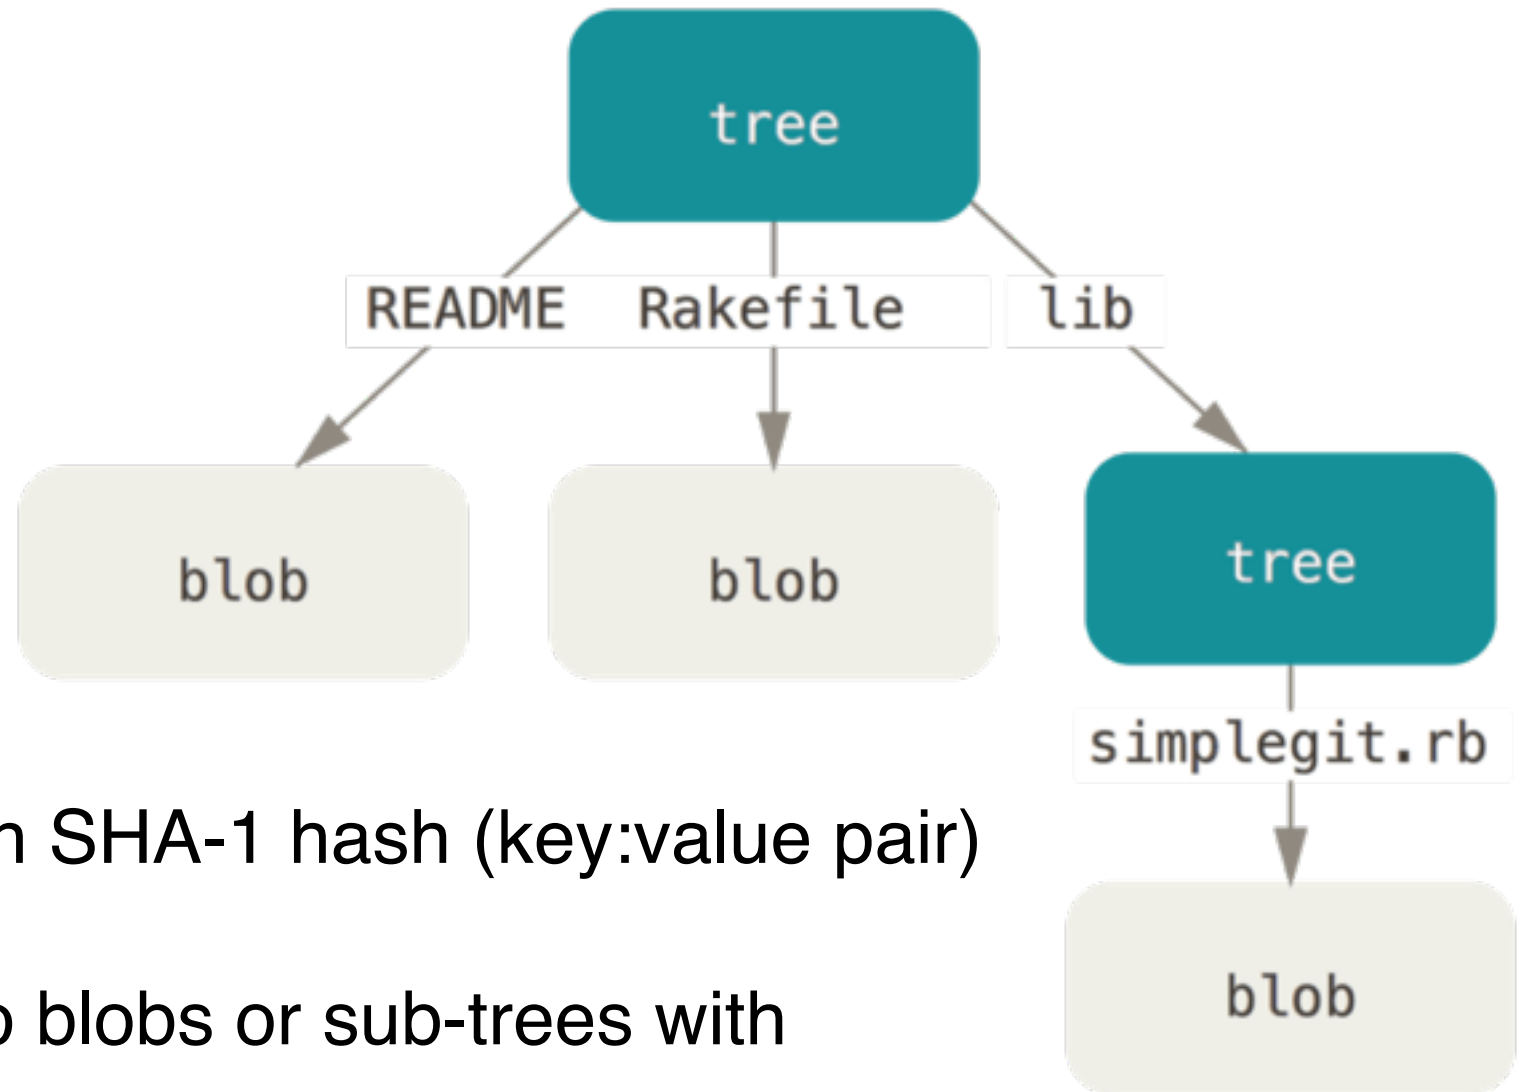 tree
README Rakefile lib
blob blob tree
simplegit.rb
SHA-1 hash (key:value pair)
blob
blobs or sub-trees with